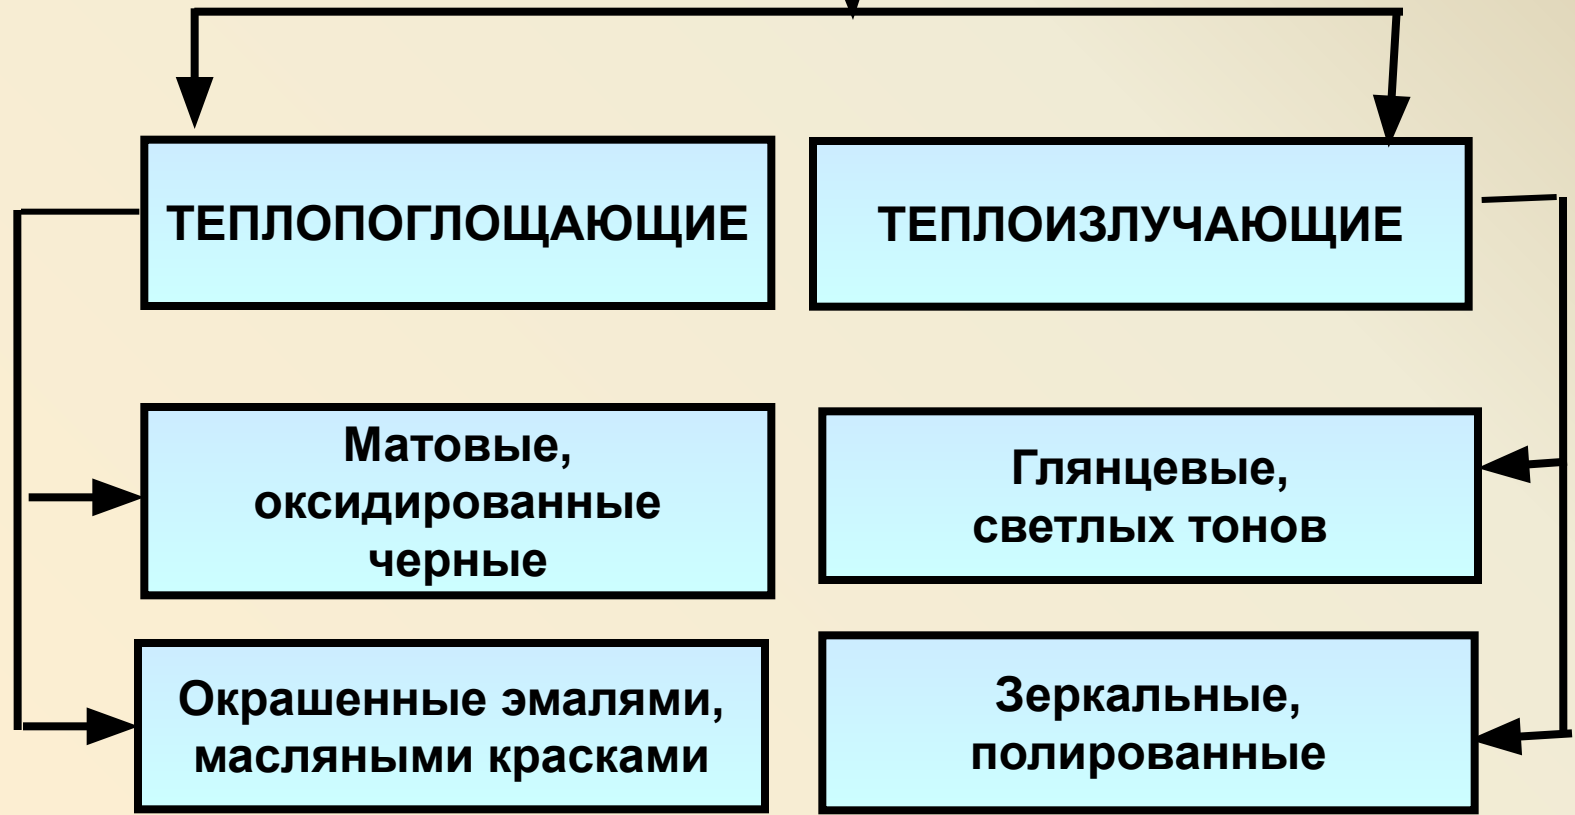 ТЕПЛОПОГЛОЩАЮЩИЕ
ТЕПЛОИЗЛУЧАЮЩИЕ
Матовые,
оксидированные
черные
Глянцевые,
светлых тонов
Окрашенные эмалями,
масляными красками
Зеркальные,
полированные